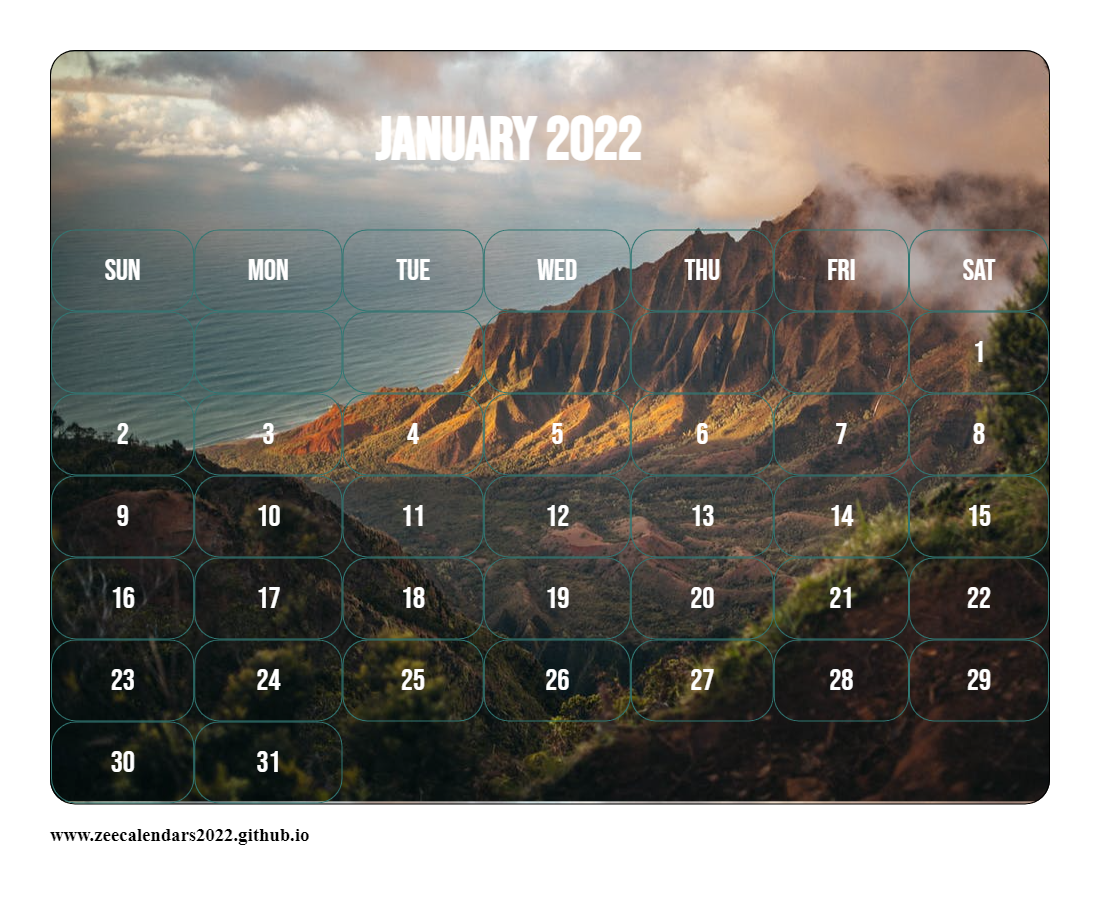 JANUARY 2022
SUN MON TUE WED THU FRI SAT
1
2 3 4 5 6 7 8
9 10 11 12 13 14 15
16 17 18 19 20 21 22
23 24 25 26 27 28 29
30 31
www.zeecalendars2022.github.io